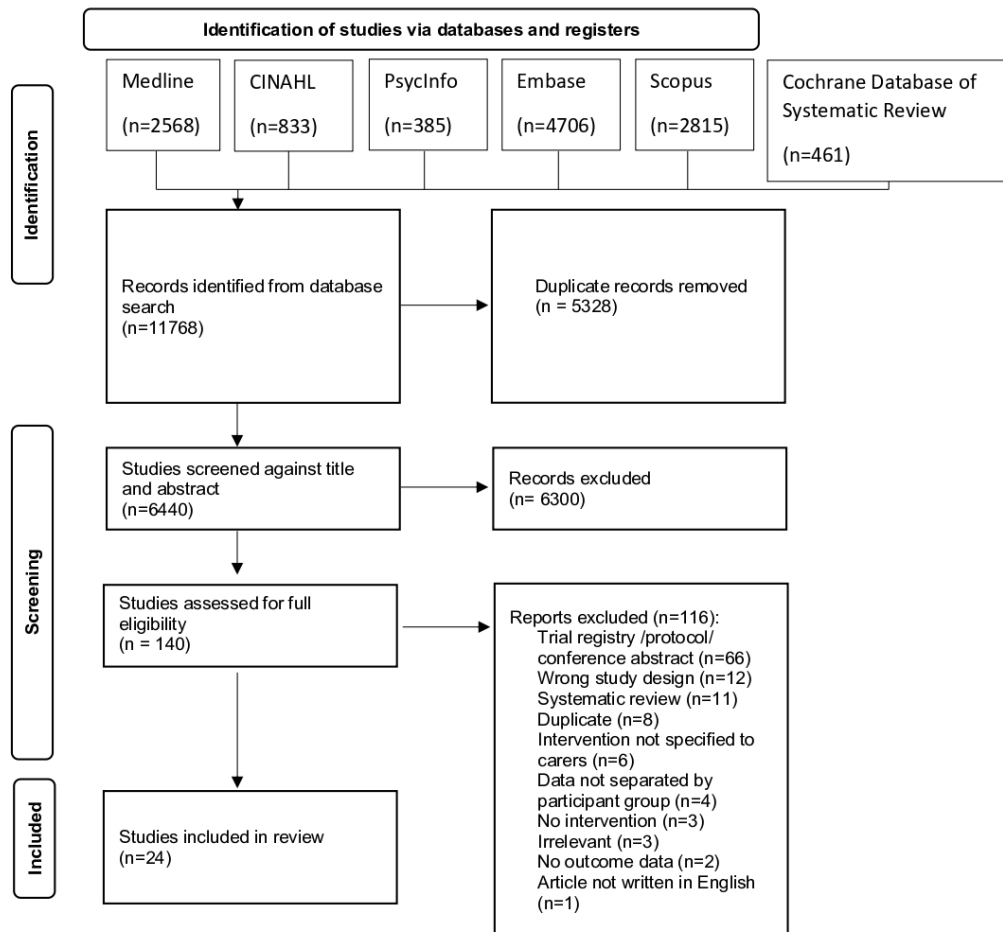 Identification of studies via databases and registers
Identification
Medline
(n=2568)
CINAHL
(n=833)
PsycInfo
(n=385)
Embase
(n=4706)
Scopus
(n=2815)
Cochrane Database of
Systematic Review
(n=461)
Records identified from database
search
(n=11768)
Duplicate records removed
(n = 5328)
Screening
Studies screened against title
and abstract
(n=6440)
Records excluded
(n= 6300)
Studies assessed for full
eligibility
(n = 140)
Reports excluded (n=116):
Trial registry /protocol/
conference abstract (n=66)
Wrong study design (n=12)
Systematic review (n=11)
Duplicate (n=8)
Intervention not specified to
carers (n=6)
Data not separated by
participant group (n=4)
No intervention (n=3)
Irrelevant (n=3)
No outcome data (n=2)
Article not written in English
(n=1)
Included
Studies included in review
(n=24)